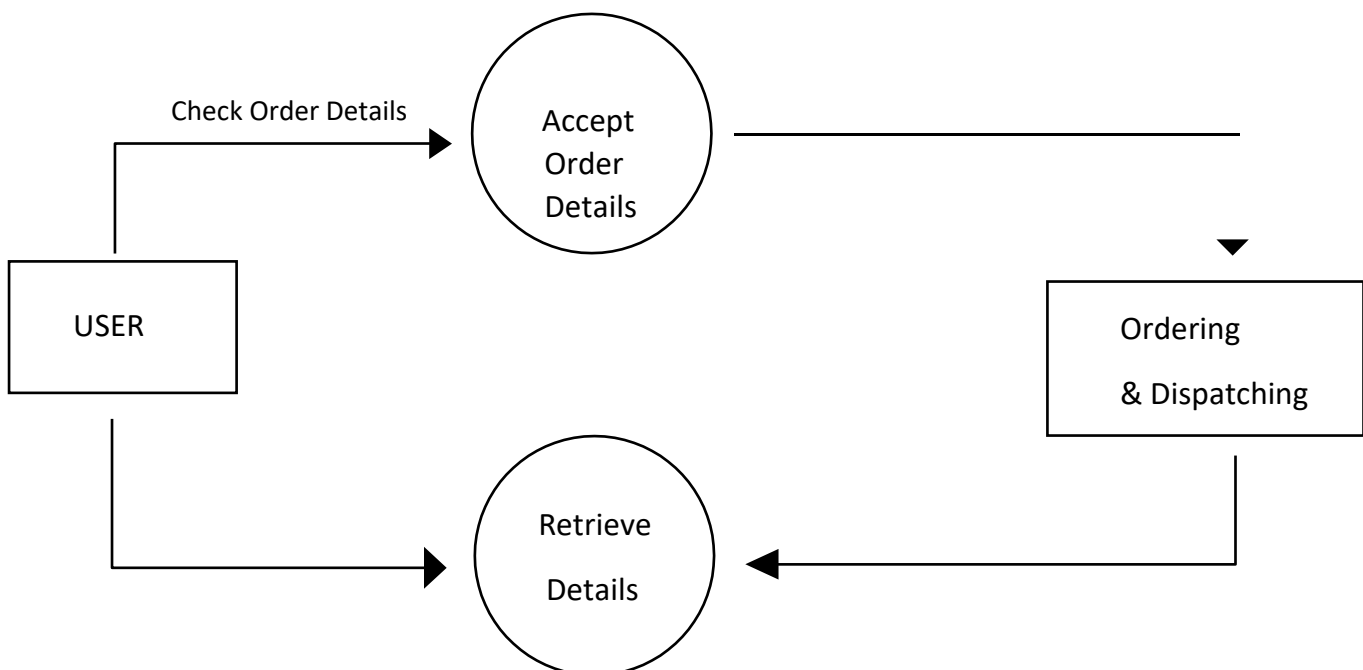 Check Order Details
Accept
Order
Details
USER
Ordering
& Dispatching
Retrieve
Details